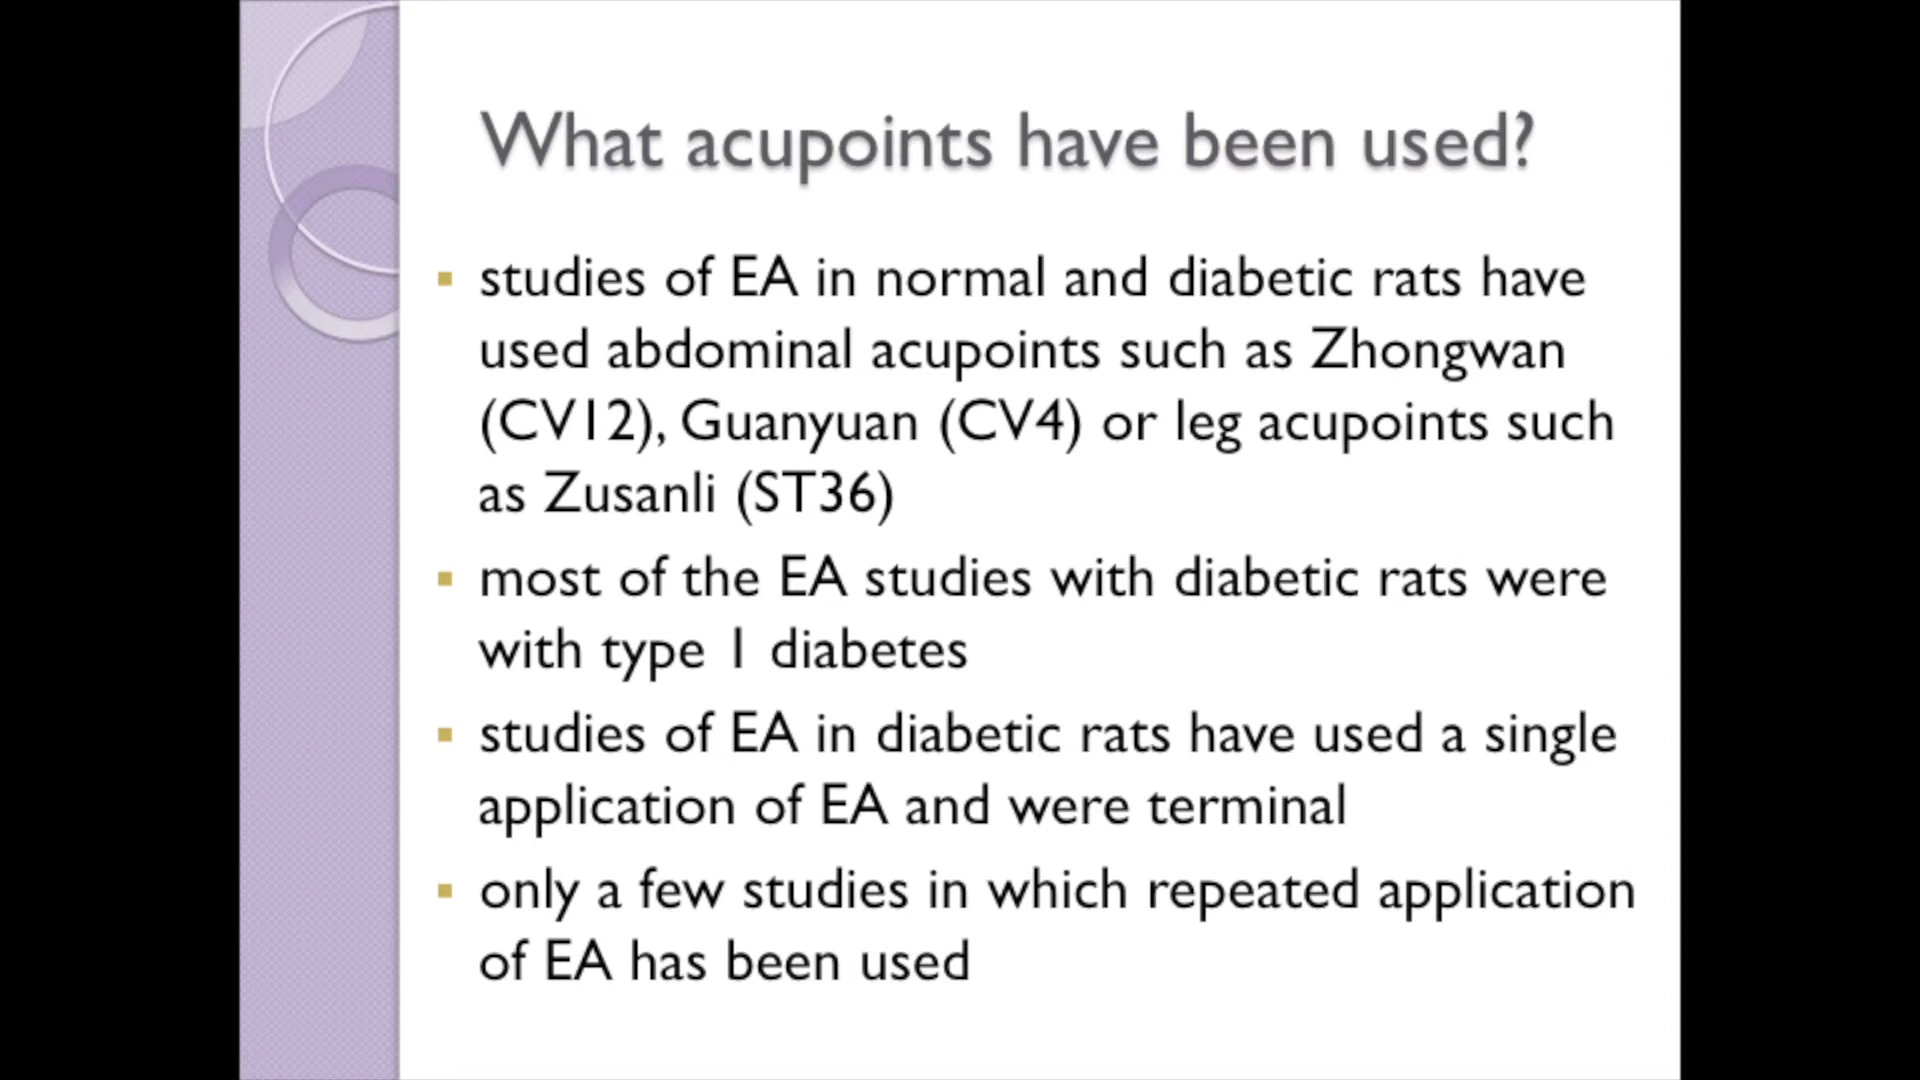 What acupoints have been used?
studies of EA in normal and diabetic rats have
used abdominal acupoints such as Zhongwan
(CV12), Guanyuan (CV4) or leg acupoints such
as Zusanli (ST36)
most of the EA studies with diabetic rats were
with type 1 diabetes
studies of EA in diabetic rats have used a single
application of EA and were terminal
only a few studies in which repeated application
of EA has been used